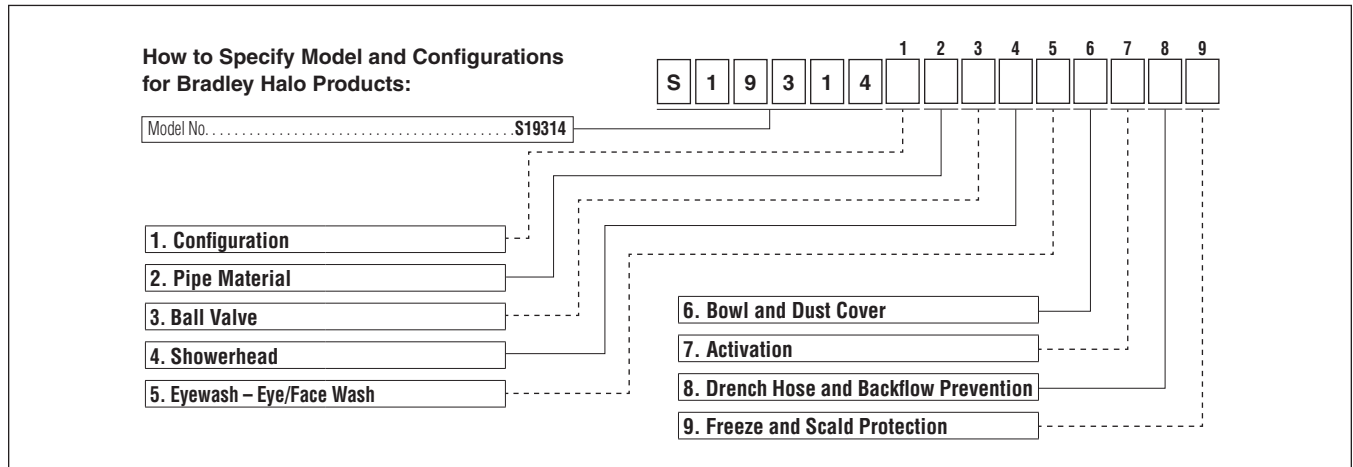 How to Specify Model and Configurations
for Bradley Halo Products:
1 2 3 4 5 6 7 8 9
S 1 9 3 1 4
Model No. . . . . . . . . . . . . . . . . . . . . . . . . . . . . . . . . . . . . . . . . .S19314
1. Configuration
2. Pipe Material
3. Ball Valve
4. Showerhead
5. Eyewash – Eye/Face Wash
6. Bowl and Dust Cover
7. Activation
8. Drench Hose and Backflow Prevention
9. Freeze and Scald Protection